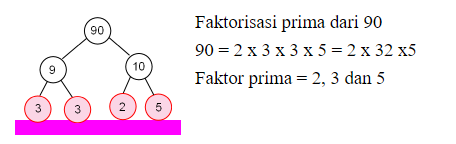 90
9
10
3
3
2
5
Faktorisasi prima dari 90
90 = 2 x 3 x 3 x 5 = 2 x 32 x5
Faktor prima = 2, 3 dan 5